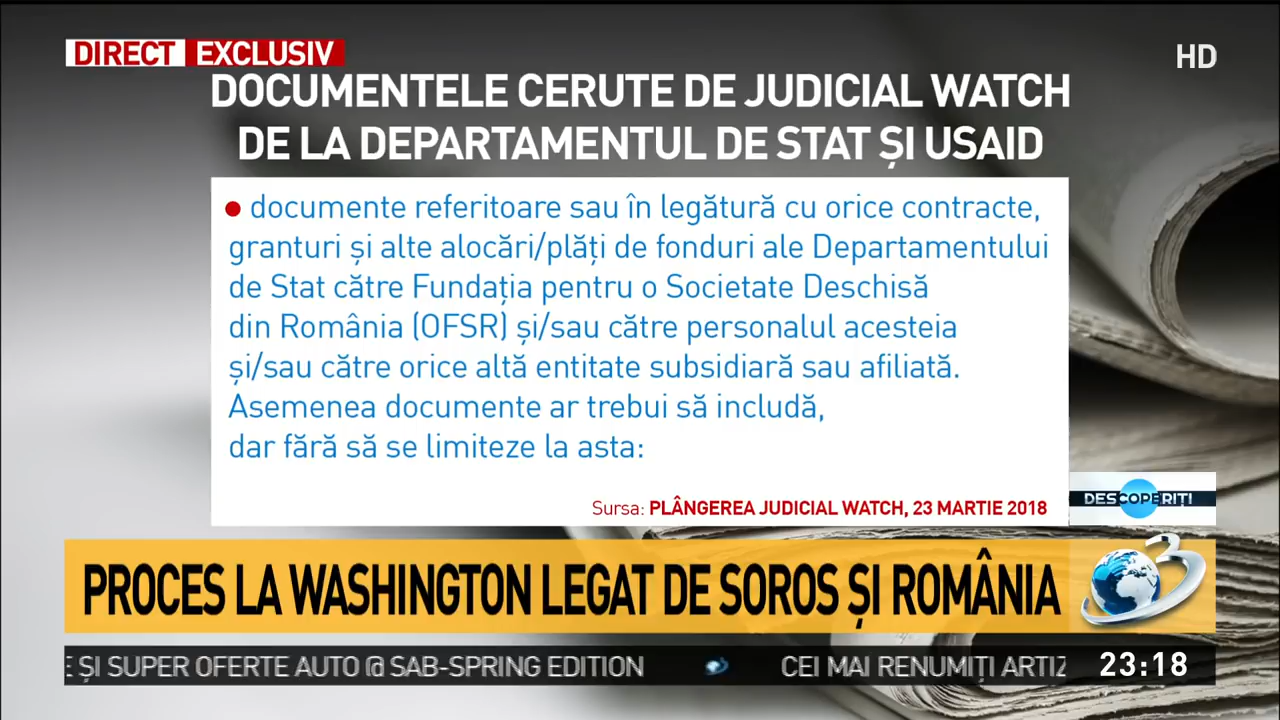 DIRECT EXCLUSIV
HD
DOCUMENTELE CERUTE DE JUDICIAL WATCH
DE LA DEPARTAMENTUL DE STAT ȘI USAID
• documente referitoare sau în legătură cu orice contracte,
granturi și alte alocări/plăți de fonduri ale Departamentului
de Stat către Fundația pentru o Societate Deschisă
din România (OFSR) și/sau către personalul acesteia
și/sau către orice altă entitate subsidiară sau afiliată.
Asemenea documente ar trebui să includă,
dar fără să se limiteze la asta:
Sursa: PLÂNGEREA JUDICIAL WATCH, 23 MARTIE 2018
DESCOPERIȚI
PROCES LA WASHINGTON LEGAT DE SOROS ȘI ROMÂNIA
3
E ȘI SUPER OFERTE AUTO @ SAB-SPRING EDITION CEI MAI RENUMIȚI ARTIZ 23:18